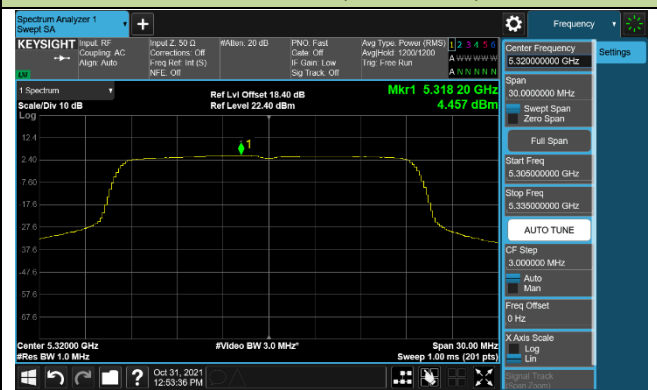 Spectrum Analyzer 1
Swept SA
Frequency
KEYSIGHT
Input: RF
Coupling: AC
Align: Auto
Input Z: 50 Ω
Corrections: Off
Freq Ref: Int (S)
NFE: Off
#Atten: 20 dB
PNO: Fast
Gate: Off
IF Gain: Low
Sig Track: Off
Avg Type: Power (RMS)
Avg|Hold: 1200/1200
Trig: Free Run
1 2 3 4 5 6
A W W W W W
A N N N N N
LXI
Center Frequency
5.320000000 GHz
Settings
Span
30.0000000 MHz
Swept Span
Zero Span
Full Span
Start Freq
5.305000000 GHz
Stop Freq
5.335000000 GHz
AUTO TUNE
CF Step
3.000000 MHz
Auto
Man
Freq Offset
0 Hz
X Axis Scale
Log
Lin
Signal Track
(Span Zoom)
1 Spectrum
Scale/Div 10 dB
Log
Ref Lvl Offset 18.40 dB
Ref Level 22.40 dBm
Mkr1 5.318 20 GHz
4.457 dBm
1
12.4
2.40
-7.60
-17.6
-27.6
-37.6
-47.6
-57.6
-67.6
Center 5.32000 GHz
#Res BW 1.0 MHz
#Video BW 3.0 MHz*
Span 30.00 MHz
Sweep 1.00 ms (201 pts)
?
Oct 31, 2021
12:53:36 PM